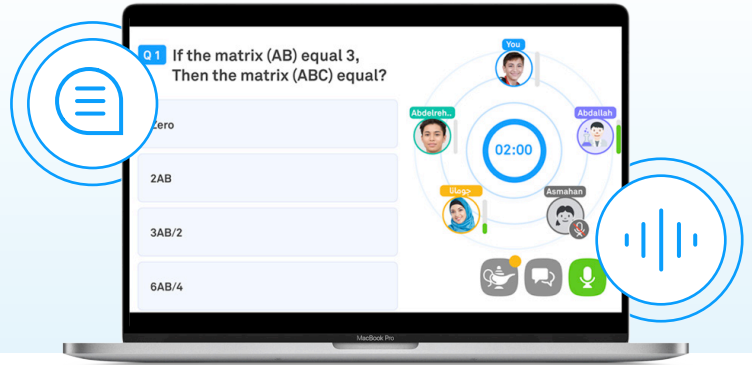 Q1 If the matrix (AB) equal 3,
Then the matrix (ABC) equal?
Zero
2AB
3AB/2
6AB/4
You
Abdelreh..
Abdallah
02:00
جومانا
Asmahan
MacBook Pro